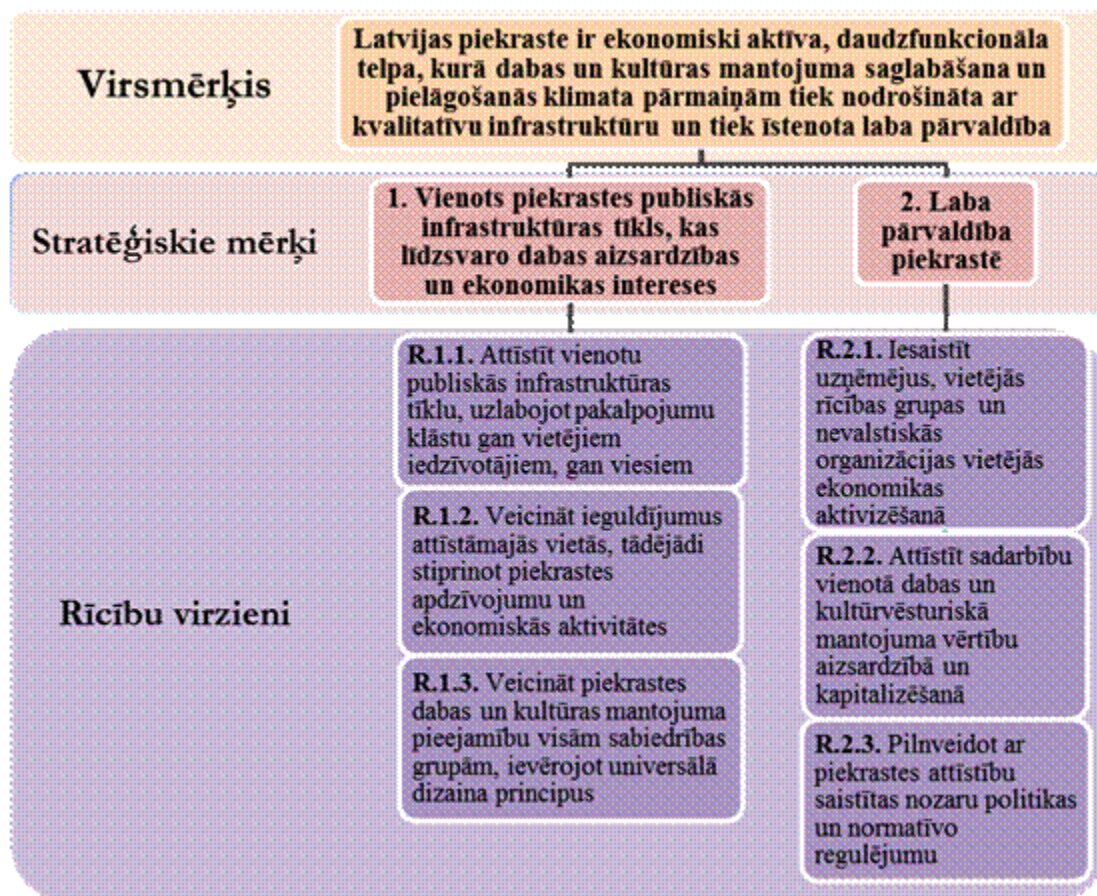 Virsmērķis
Latvijas piekraste ir ekonomiski aktīva, daudzfunkcionāla
telpa, kurā dabas un kultūras mantojuma saglabāšana un
pielāgošanās klimata pārmaiņām tiek nodrošināta ar
kvalitatīvu infrastruktūru un tiek īstenota laba pārvaldība
Stratēģiskie mērķi
1. Vienots piekrastes publiskās
infrastruktūras tīkls, kas
līdzsvaro dabas aizsardzības
un ekonomikas intereses
2. Laba
pārvaldība
piekrastē
Rīcību virzieni
R.1.1. Attīstīt vienotu
publiskās infrastruktūras
tīklu, uzlabojot pakalpojumu
klāstu gan vietējiem
iedzīvotājiem, gan viesiem
R.1.2. Veicināt ieguldījumus
attīstāmajās vietās, tādējādi
stiprinot piekrastes
apdzīvojumu un
ekonomiskās aktivitātes
R.1.3. Veicināt piekrastes
dabas un kultūras mantojuma
pieejamību visām sabiedrības
grupām, ievērojot universālā
dizaina principus
R.2.1. Iesaistīt
uzņēmējus, vietējās
rīcības grupas un
nevalstiskās
organizācijas vietējās
ekonomikas
aktivizēšanā
R.2.2. Attīstīt sadarbību
vienotā dabas un
kultūrvēsturiskā
mantojuma vērtību
aizsardzībā un
kapitalizēšanā
R.2.3. Pilnveidot ar
piekrastes attīstību
saistītas nozaru politikas
un normatīvo
regulējumu